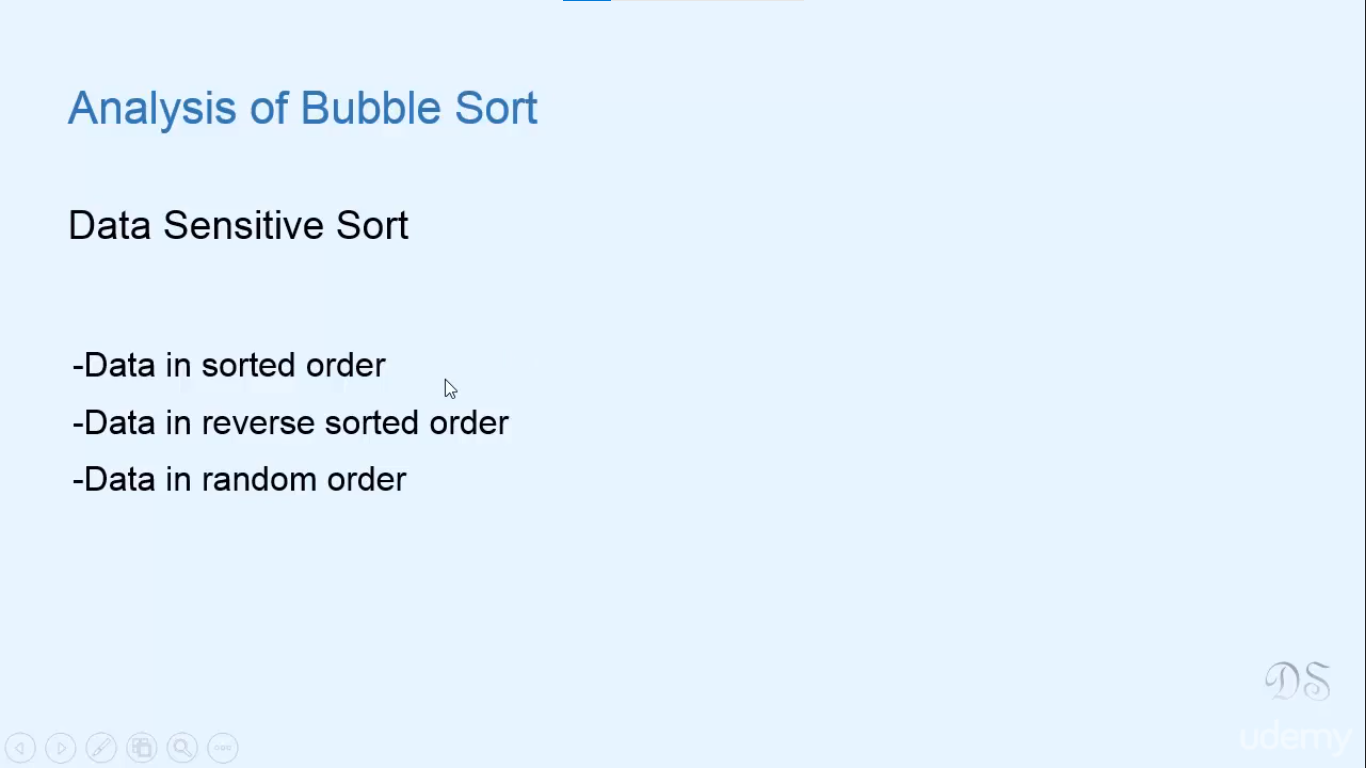 Analysis of Bubble Sort
Data Sensitive Sort
-Data in sorted order
-Data in reverse sorted order
-Data in random order
DS
udemy